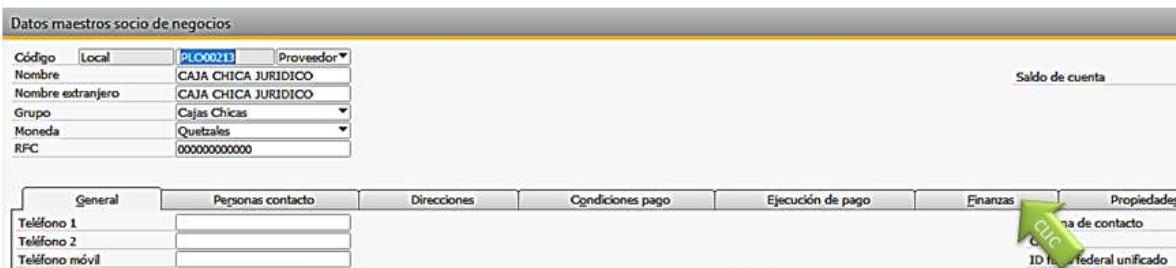 Datos maestros socio de negocios
Código Local PLO00213 Proveedor
Nombre CAJA CHICA JURIDICO
Saldo de cuenta
Nombre extranjero CAJA CHICA JURIDICO
Grupo Cajas Chicas
Moneda Quetzales
RFC 000000000000
General Personas contacto Direcciones Condiciones pago Ejecución de pago Finanzas Propiedades
Teléfono 1 na de contacto
Teléfono 2
CLIC
Teléfono móvil ID federal unificado